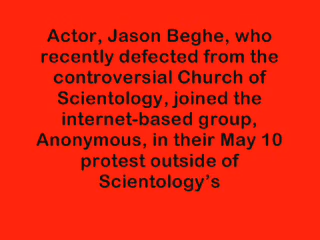 Actor, Jason Beghe, who
recently defected from the
controversial Church of
Scientology, joined the
internet-based group,
Anonymous, in their May 10
protest outside of
Scientology's